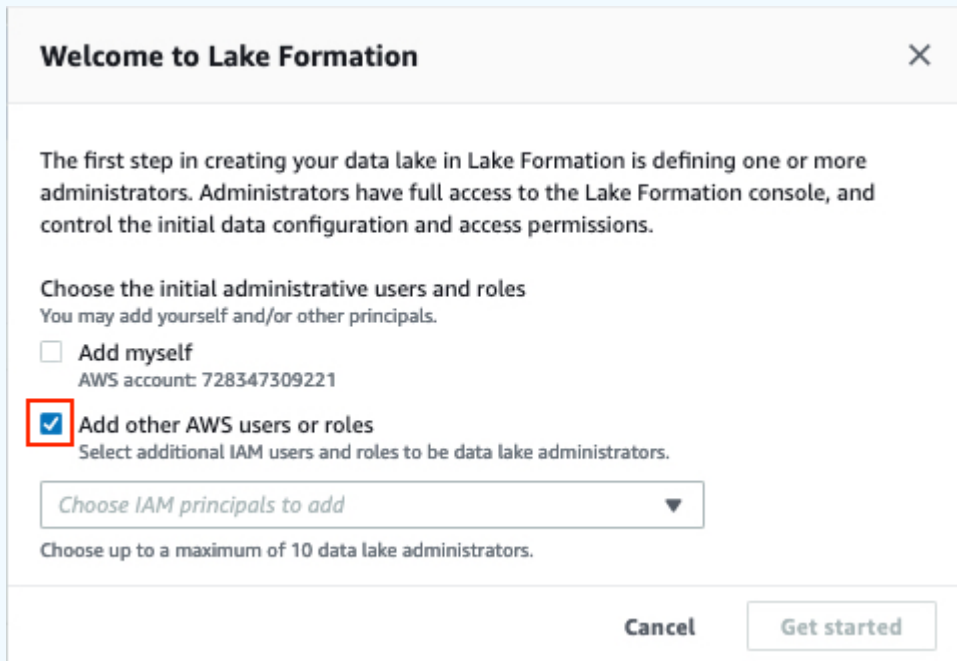 Welcome to Lake Formation
The first step in creating your data lake in Lake Formation is defining one or more
administrators. Administrators have full access to the Lake Formation console, and
control the initial data configuration and access permissions.
Choose the initial administrative users and roles
You may add yourself and/or other principals.
Add myself
AWS account: 728347309221
Add other AWS users or roles
Select additional IAM users and roles to be data lake administrators.
Choose IAM principals to add
Choose up to a maximum of 10 data lake administrators.
Cancel Get started